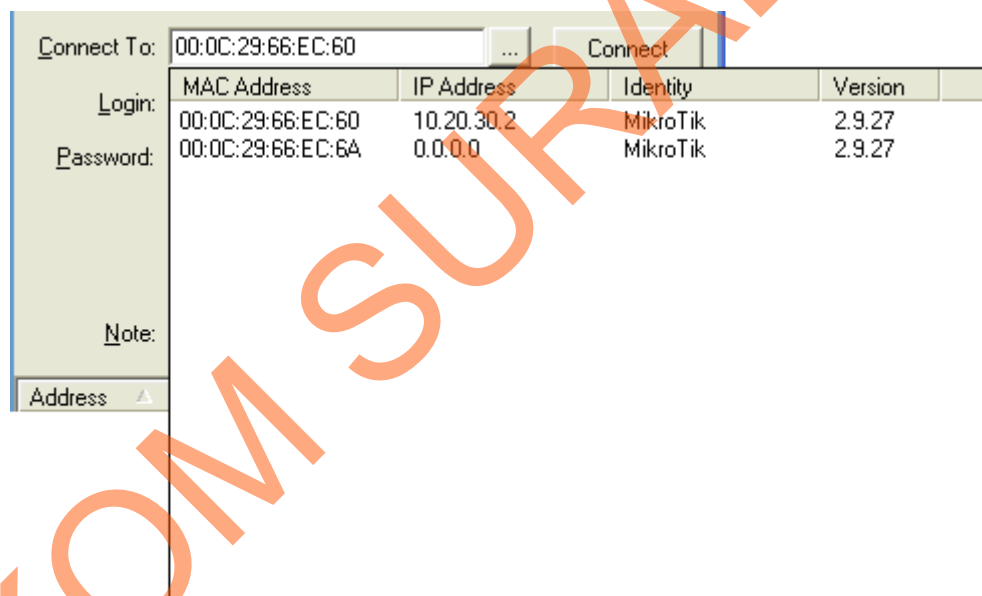 Connect To: 00:0C:29:66:EC:60 ... Connect
MAC Address IP Address Identity Version
Login:
00:0C:29:66:EC:60 10.20.30.2 MikroTik 2.9.27
Password: 00:0C:29:66:EC:6A 0.0.0.0 MikroTik 2.9.27
Note:
Address
OM SURA